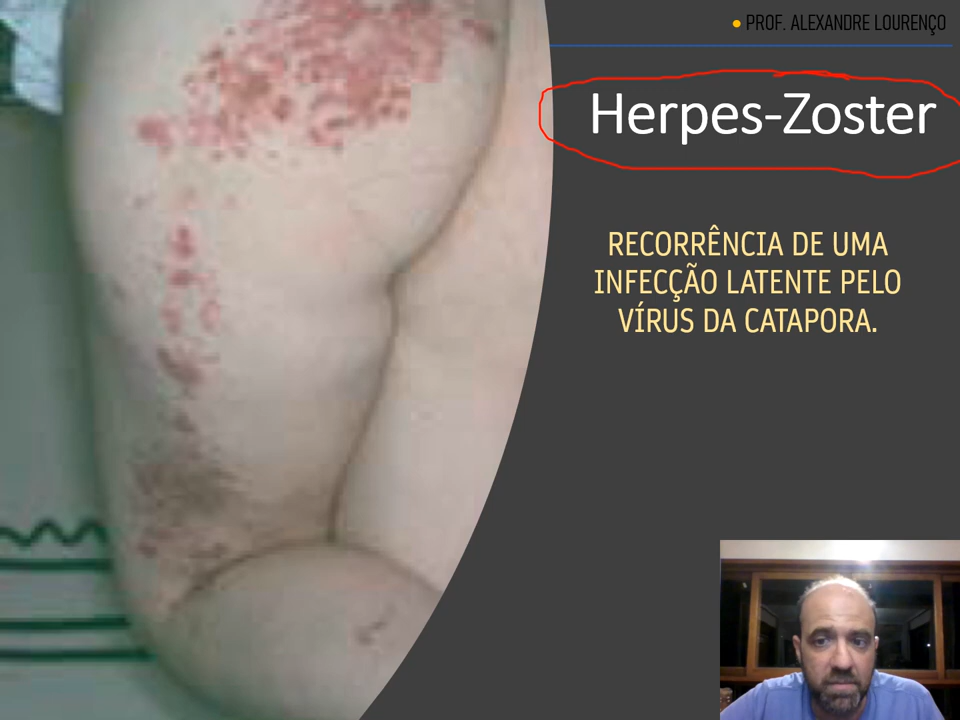 PROF. ALEXANDRE LOURENÇO
Herpes-Zoster
RECORRÊNCIA DE UMA
INFECÇÃO LATENTE PELO
VÍRUS DA CATAPORA.